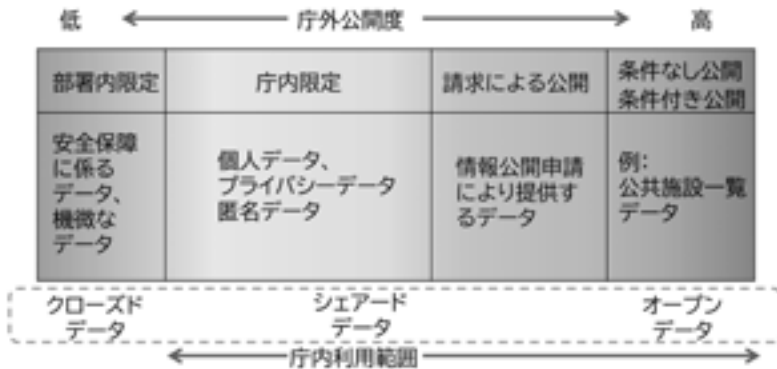 低 庁外公開度 高
部署内限定
庁内限定
請求による公開
条件なし公開
条件付き公開
安全保障
に係る
データ、
機微な
データ
個人データ、
プライバシーデータ
匿名データ
情報公開申請
により提供す
るデータ
例:
公共施設一覧
データ
クローズド
データ
シェアード
データ
オープン
データ
庁内利用範囲